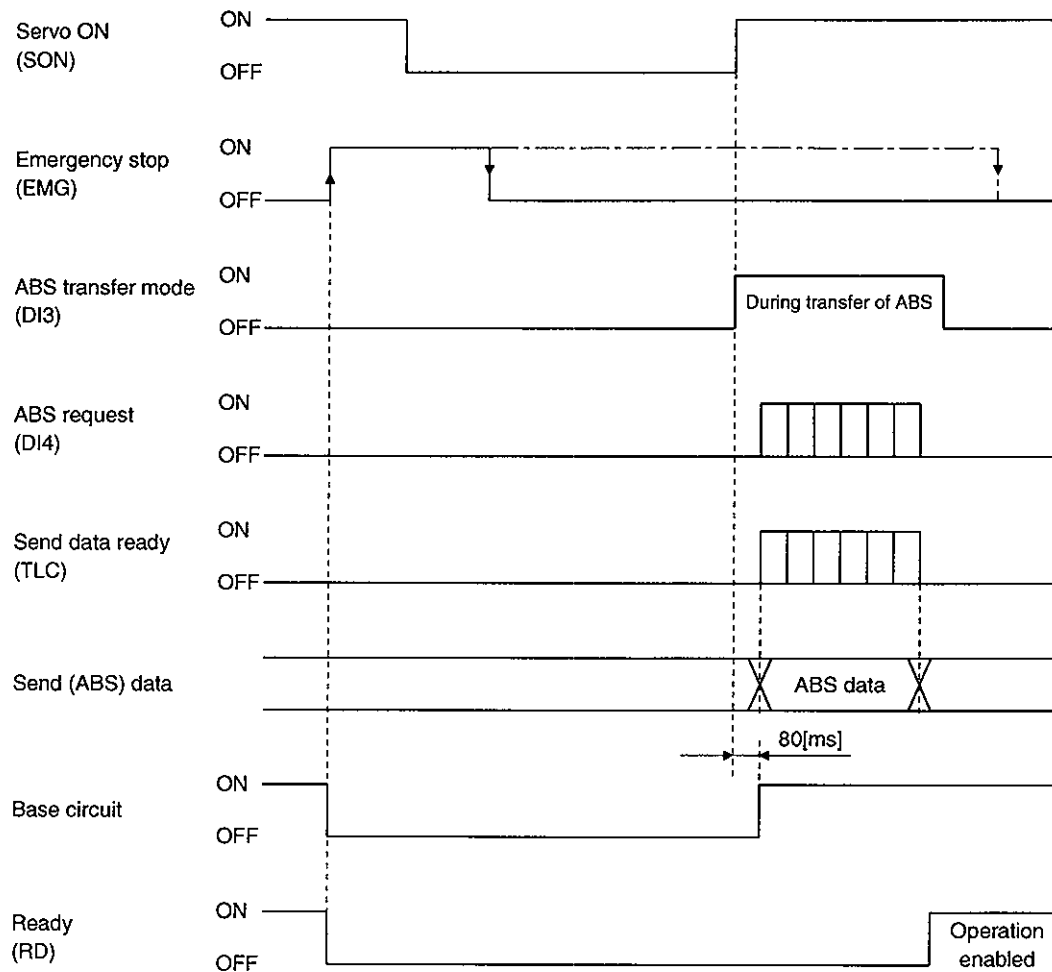 Servo ON
(SON)
ON
OFF
Emergency stop
(EMG)
ON
OFF
ABS transfer mode
(DI3)
ON
OFF
During transfer of ABS
ABS request
(DI4)
ON
OFF
Send data ready
(TLC)
ON
OFF
Send (ABS) data
ABS data
80[ms]
Base circuit
ON
OFF
Ready
(RD)
ON
OFF
Operation
enabled